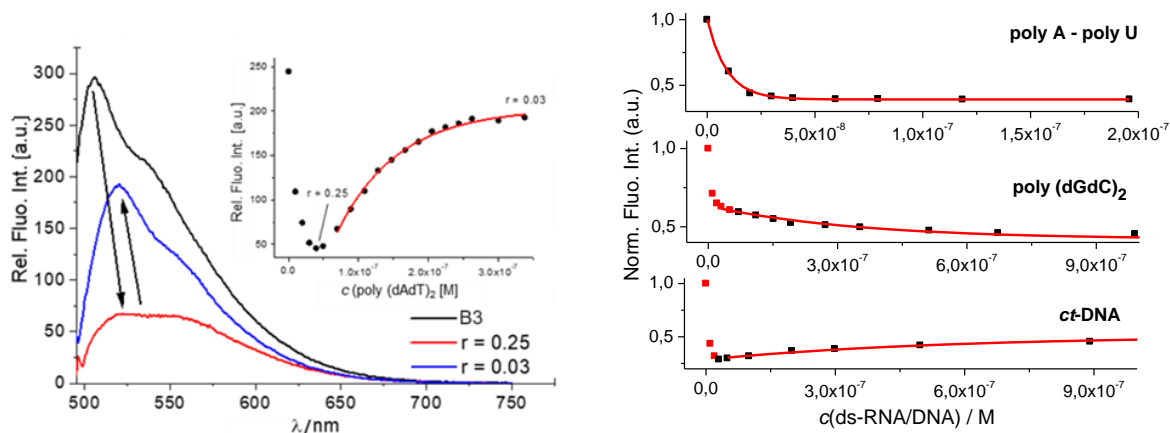 Rel. Fluo. Int. [a.u.]
300
250
200
150
100
50
0
500
550
600
650
700
750
λ/nm
B3
r = 0.25
r = 0.03
Rel. Fluo. Int. [a.u.]
250
200
150
100
50
r = 0.03
r = 0.25
0.0
1.0x10⁻⁷
2.0x10⁻⁷
3.0x10⁻⁷
c (poly (dAdT)₂ [M]
Norm. Fluo. Int. (a.u.)
1,0
0,5
poly A - poly U
0,0
5,0x10⁻⁸
1,0x10⁻⁷
1,5x10⁻⁷
2,0x10⁻⁷
1,0
0,5
poly (dGdC)₂
0,0
3,0x10⁻⁷
6,0x10⁻⁷
9,0x10⁻⁷
1,0
0,5
ct-DNA
0,0
3,0x10⁻⁷
6,0x10⁻⁷
9,0x10⁻⁷
c(ds-RNA/DNA) / M